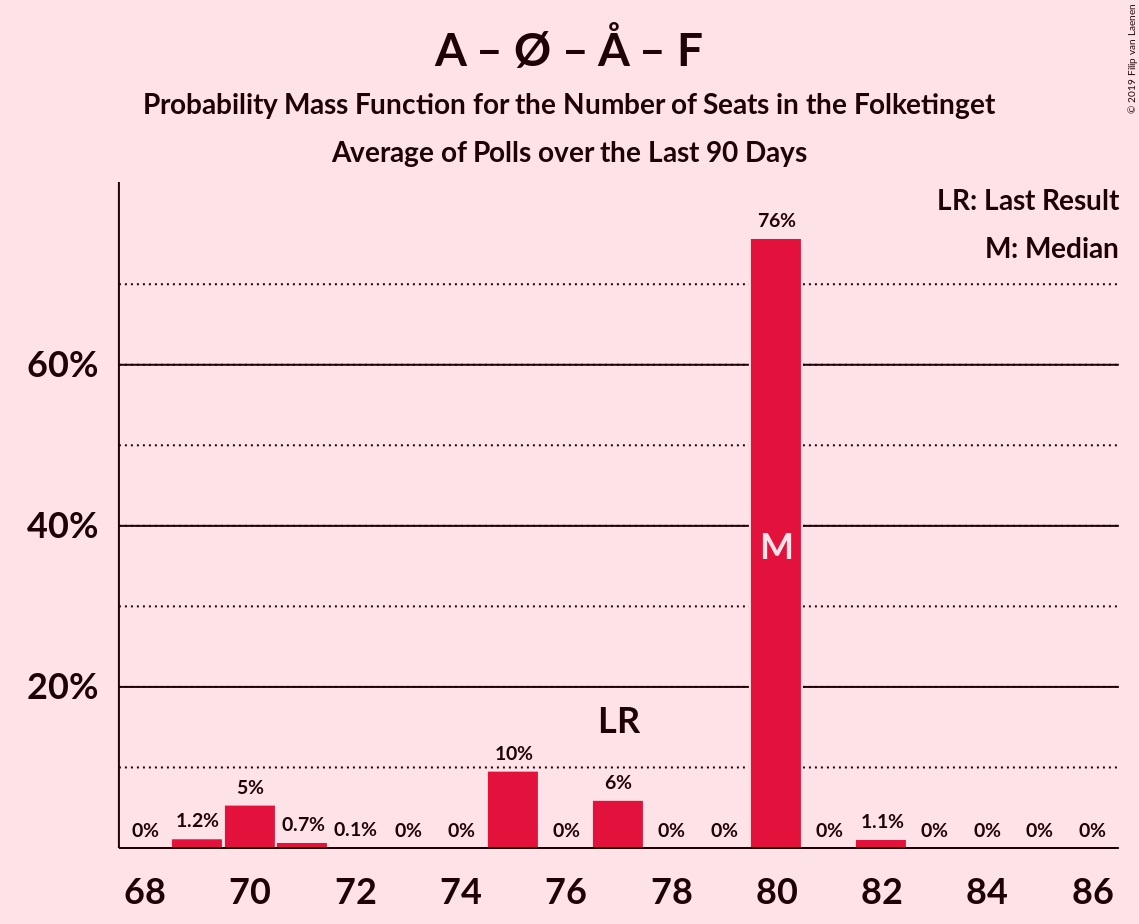 A – Ø – Å – F
Probability Mass Function for the Number of Seats in the Folketinget
Average of Polls over the Last 90 Days
© 2019 Filip van Laenen
LR: Last Result
M: Median
60%
40%
20%
0%
1.2%
5%
0.7%
0.1%
0%
0%
10%
0%
6%
LR
0%
0%
76%
M
0%
1.1%
0%
0%
0%
0%
68 70 72 74 76 78 80 82 84 86